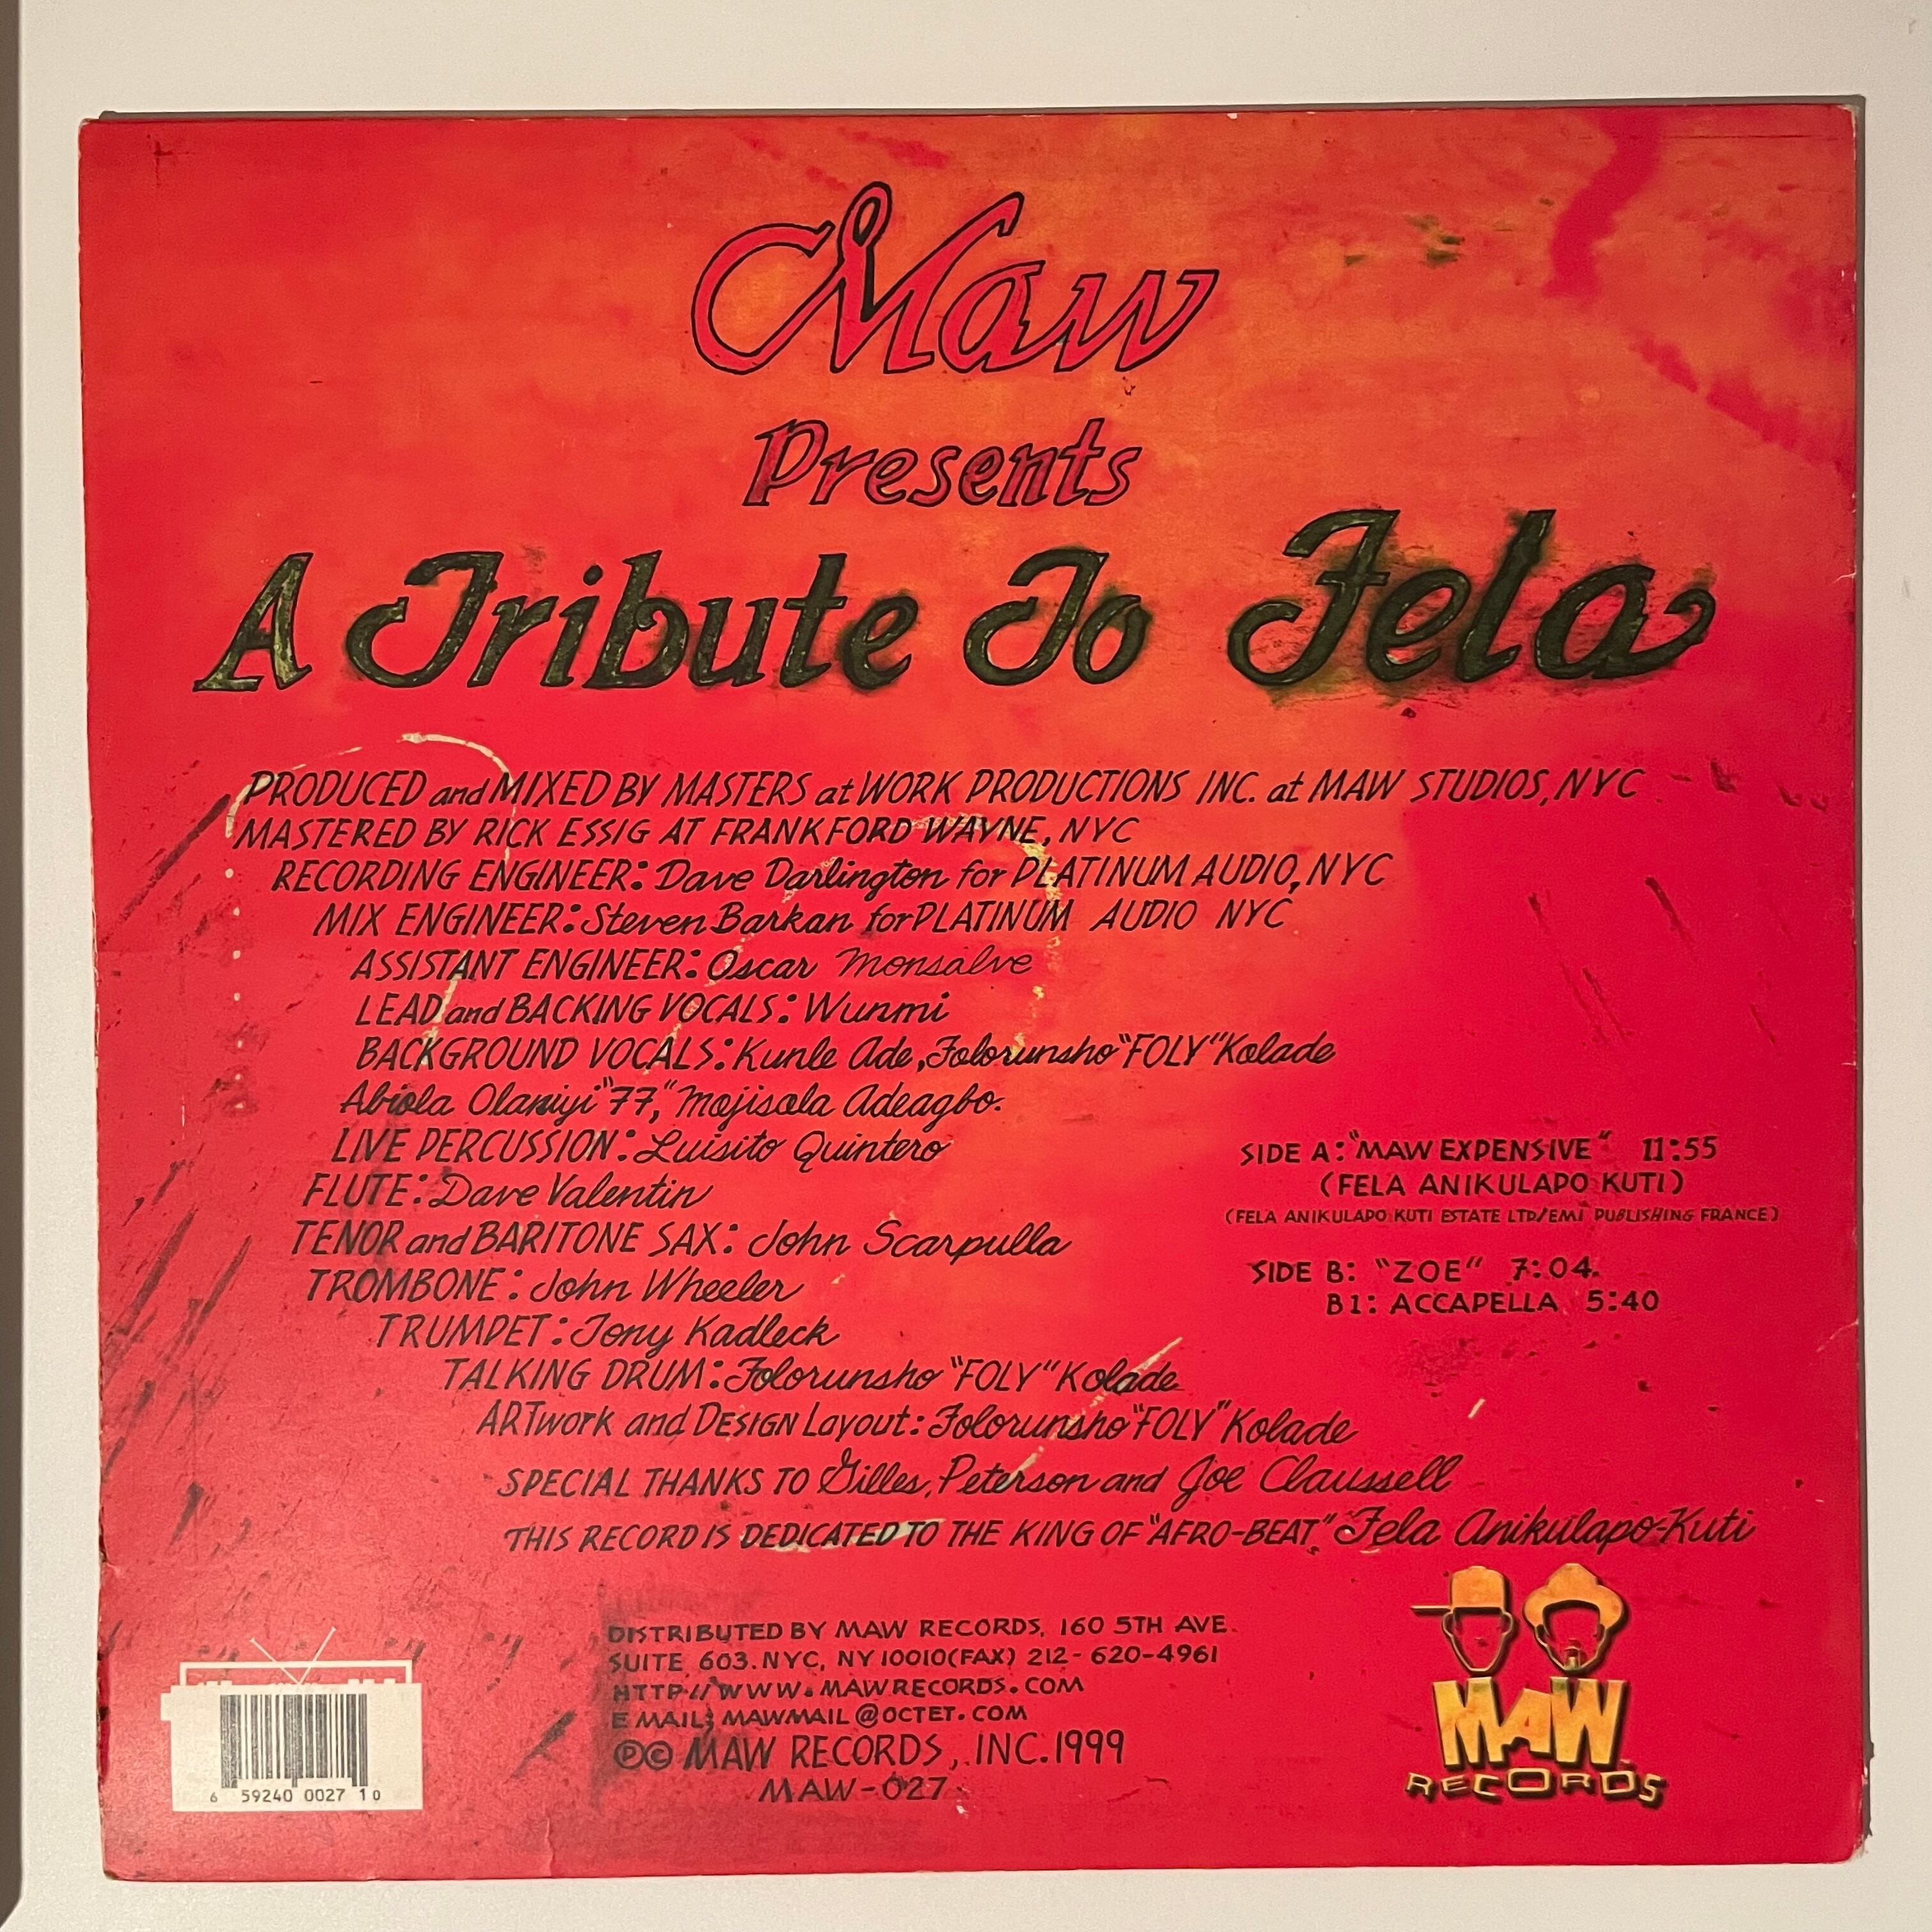 Maw
Presents
A Tribute To Fela
PRODUCED and MIXED BY MASTERS at WORK PRODUCTIONS INC. at MAW STUDIOS, NYC
MASTERED BY RICK ESSIG AT FRANKFORD WAYNE, NYC
RECORDING ENGINEER: Dave Darlington for PLATINUM AUDIO, NYC
MIX ENGINEER: Steven Barkan for PLATINUM AUDIO NYC
ASSISTANT ENGINEER: Oscar Monsalve
LEAD and BACKING VOCALS: Wunmi
BACKGROUND VOCALS: Kunle Ade, Folorunsho "FOLY" Kolade
Abiola Olaniyi "77," Mojisola Adeagbo.
LIVE PERCUSSION: Luisito Quintero
FLUTE: Dave Valentin
TENOR and BARITONE SAX: John Scarpulla
TROMBONE: John Wheeler
TRUMPET: Tony Kadleck
TALKING DRUM: Folorunsho "FOLY" Kolade
ARTwork and DESIGN Layout: Folorunsho "FOLY" Kolade
SPECIAL THANKS TO Gilles, Peterson and Joe Claussell
THIS RECORD IS DEDICATED TO THE KING OF "AFRO-BEAT," Fela Anikulapo-Kuti
SIDE A: "MAW EXPENSIVE" 11:55
(FELA ANIKULAPO KUTI)
(FELA ANIKULAPO KUTI ESTATE LTD/EMI PUBLISHING FRANCE)
SIDE B: "ZOE" 7:04.
B1: ACCAPELLA 5:40
DISTRIBUTED BY MAW RECORDS, 160 5TH AVE.
SUITE 603. NYC, NY 10010 (FAX) 212-620-4961
HTTP//WWW.MAWRECORDS.COM
EMAIL: MAWMAIL@OCTET.COM
℗© MAW RECORDS, INC. 1999
MAW-027
6 59240 0027 1 0
MAW
RECORDS